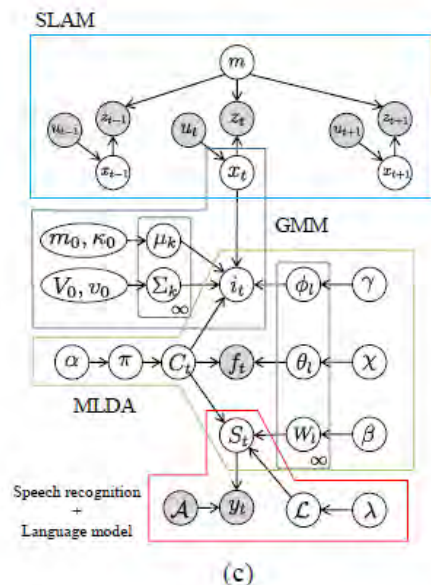 SLAM
m
z_{t-1} z_t z_{t+1}
u_{t-1} u_t u_{t+1}
x_{t-1} x_t x_{t+1}
GMM
m_0, κ_0 μ_k
i_t ϕ_l γ
V_0, υ_0 Σ_k
∞
α π C_t f_t θ_l χ
MLDA
S_t W_l β
∞
Speech recognition
+
Language model
A y_t L λ
(c)